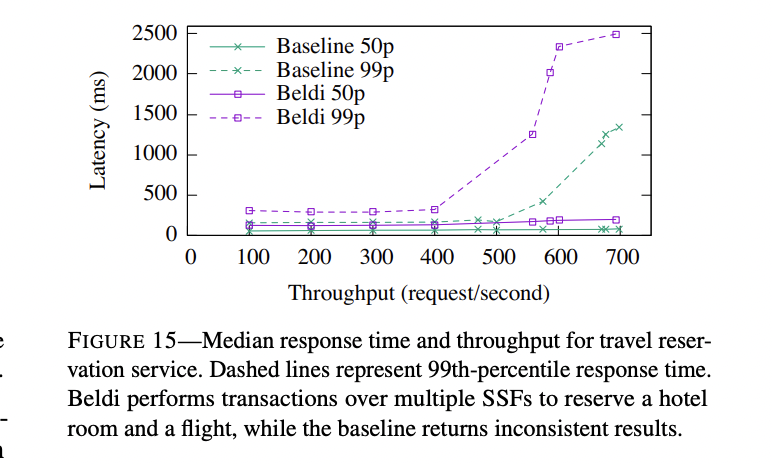 2500
2000
1500
1000
500
0
Latency (ms)
Baseline 50p
Baseline 99p
Beldi 50p
Beldi 99p
0 100 200 300 400 500 600 700
Throughput (request/second)
e
.
-
n
FIGURE 15—Median response time and throughput for travel reser-
vation service. Dashed lines represent 99th-percentile response time.
Beldi performs transactions over multiple SSFs to reserve a hotel
room and a flight, while the baseline returns inconsistent results.